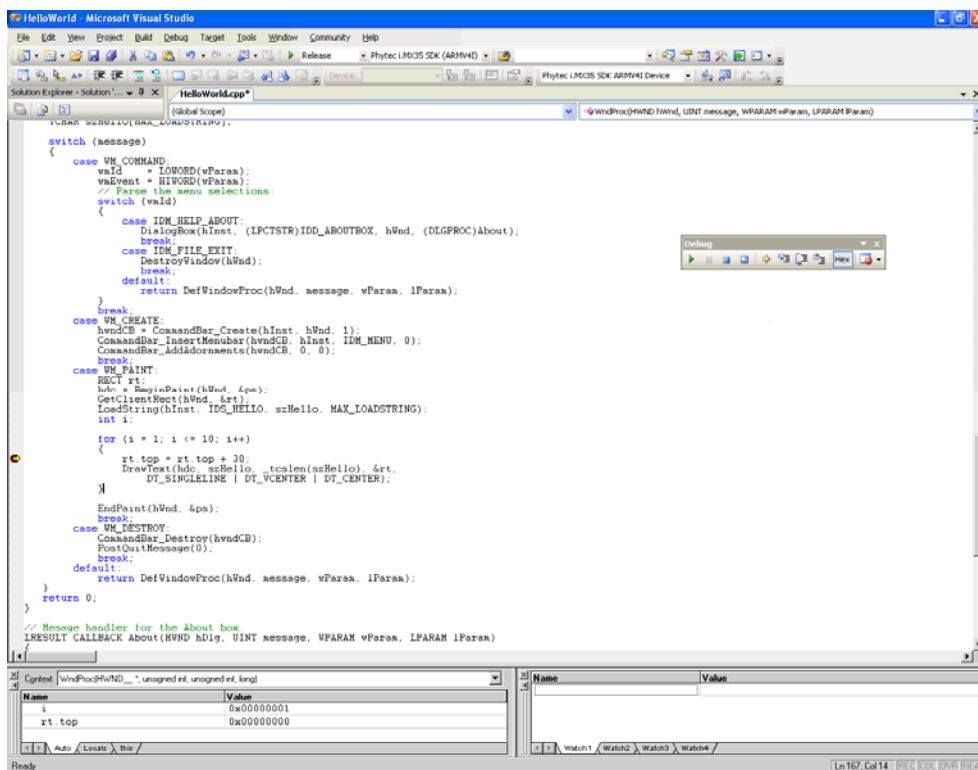 HelloWorld - Microsoft Visual Studio
File Edit View Project Build Debug Target Tools Window Community Help
Release Phytec i.MX35 SDK (ARMV4I)
Device: Phytec i.MX35 SDK ARMV4I Device
Solution Explorer - Solution '... HelloWorld.cpp*
(Global Scope) WndProc(HWND hWnd, UINT message, WPARAM wParam, LPARAM lParam)
TCHAR szHello[MAX_LOADSTRING];
switch (message)
{
case WM_COMMAND:
wmId = LOWORD(wParam);
wmEvent = HIWORD(wParam);
// Parse the menu selections:
switch (wmId)
{
case IDM_HELP_ABOUT:
DialogBox(hInst, (LPCTSTR)IDD_ABOUTBOX, hWnd, (DLGPROC)About);
break;
case IDM_FILE_EXIT:
DestroyWindow(hWnd);
break;
default:
return DefWindowProc(hWnd, message, wParam, lParam);
}
break;
case WM_CREATE:
hwndCB = CommandBar_Create(hInst, hWnd, 1);
CommandBar_InsertMenubar(hwndCB, hInst, IDM_MENU, 0);
CommandBar_AddAdornments(hwndCB, 0, 0);
break;
case WM_PAINT:
RECT rt;
hdc = BeginPaint(hWnd, &ps);
GetClientRect(hWnd, &rt);
LoadString(hInst, IDS_HELLO, szHello, MAX_LOADSTRING);
int i;
for (i = 1; i <= 10; i++)
{
rt.top = rt.top + 30;
DrawText(hdc, szHello, _tcslen(szHello), &rt,
DT_SINGLELINE | DT_VCENTER | DT_CENTER);
}
EndPaint(hWnd, &ps);
break;
case WM_DESTROY:
CommandBar_Destroy(hwndCB);
PostQuitMessage(0);
break;
default:
return DefWindowProc(hWnd, message, wParam, lParam);
}
return 0;
}
// Mesage handler for the About box.
LRESULT CALLBACK About(HWND hDlg, UINT message, WPARAM wParam, LPARAM lParam)
{
Debug
Hex
Context: WndProc(HWND__ *, unsigned int, unsigned int, long)
Name Value
i 0x00000001
rt.top 0x00000000
Auto Locals this
Name Value
Watch1 Watch2 Watch3 Watch4
Ready Ln 167, Col 14 REC COL OVR REA